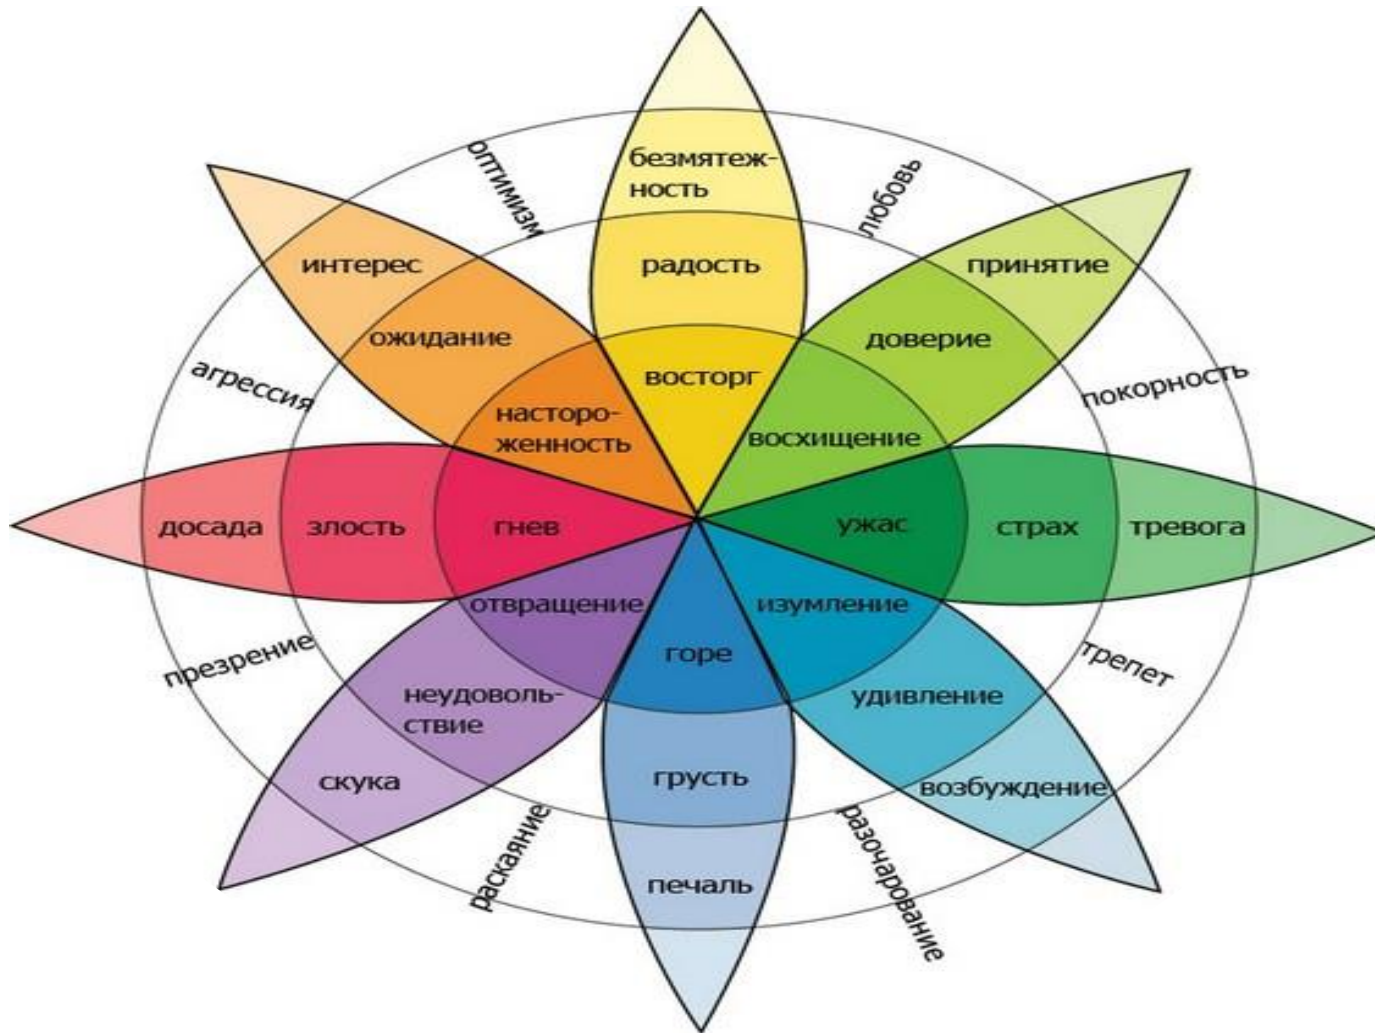 оптимизм
безмятеж-
ность
любовь
интерес
радость
принятие
ожидание
доверие
агрессия
восторг
покорность
насторо-
женность
восхищение
досада
злость
гнев
ужас
страх
тревога
отвращение
изумление
презрение
горе
трепет
неудоволь-
ствие
удивление
скука
грусть
возбуждение
раскаяние
разочарование
печаль